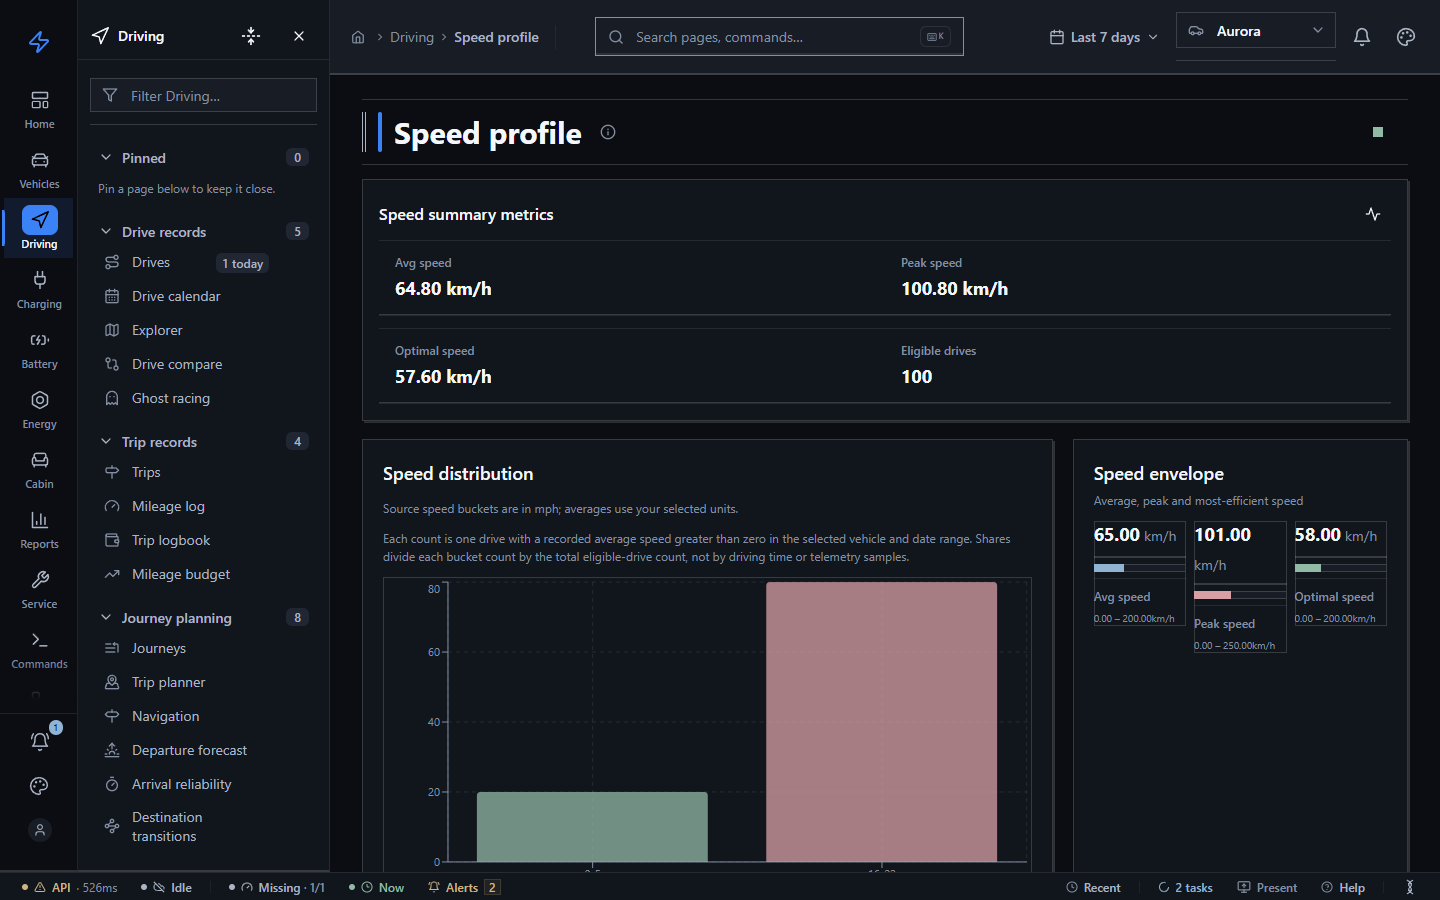 Home
Vehicles
Driving
Charging
Battery
Energy
Cabin
Reports
Service
Commands
1
Driving
Filter Driving...
Pinned 0
Pin a page below to keep it close.
Drive records 5
Drives 1 today
Drive calendar
Explorer
Drive compare
Ghost racing
Trip records 4
Trips
Mileage log
Trip logbook
Mileage budget
Journey planning 8
Journeys
Trip planner
Navigation
Departure forecast
Arrival reliability
Destination
transitions
Driving Speed profile
Search pages, commands...
K
Last 7 days
Aurora
Speed profile
Speed summary metrics
Avg speed
64.80 km/h
Peak speed
100.80 km/h
Optimal speed
57.60 km/h
Eligible drives
100
Speed distribution
Source speed buckets are in mph; averages use your selected units.
Each count is one drive with a recorded average speed greater than zero in the selected vehicle and date range. Shares
divide each bucket count by the total eligible-drive count, not by driving time or telemetry samples.
80
60
40
20
0
Speed envelope
Average, peak and most-efficient speed
65.00 km/h
Avg speed
0.00 – 200.00km/h
101.00
km/h
Peak speed
0.00 – 250.00km/h
58.00 km/h
Optimal speed
0.00 – 200.00km/h
API · 526ms
Idle
Missing · 1/1
Now
Alerts 2
Recent
2 tasks
Present
Help